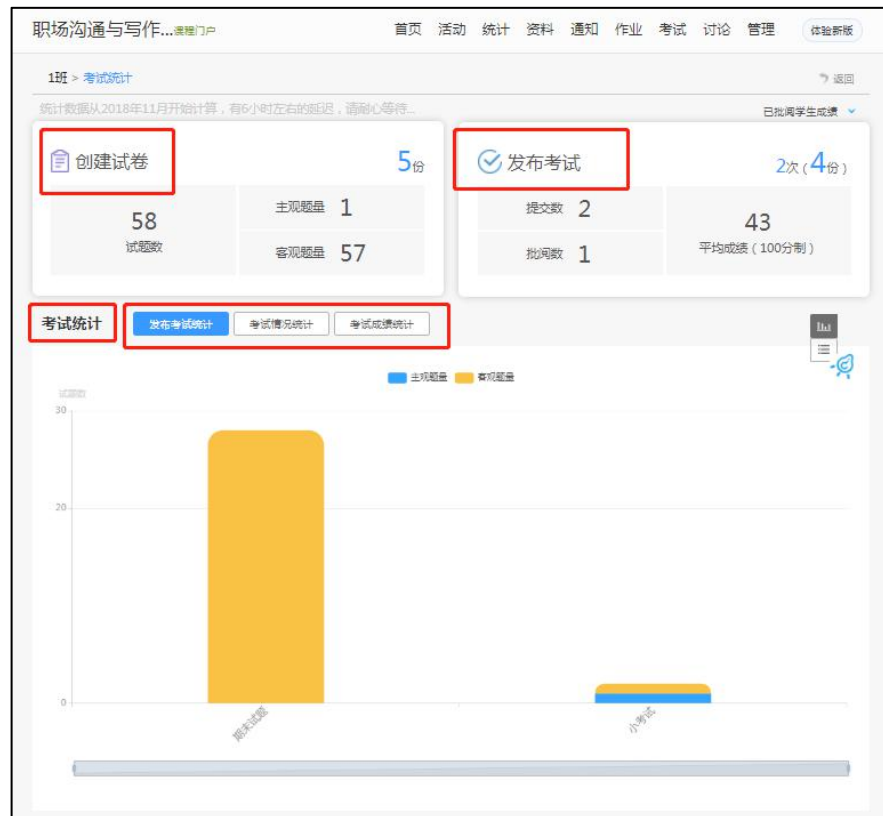 职场沟通与写作...课程门户 首页 活动 统计 资料 通知 作业 考试 讨论 管理 体验新版
1班 > 考试统计 返回
统计数据从2018年11月开始计算，有6小时左右的延迟，请耐心等待...
已批阅学生成绩
创建试卷 5份
58
试题数
主观题量 1
客观题量 57
发布考试 2次（4份）
提交数 2
批阅数 1
43
平均成绩（100分制）
考试统计 发布考试统计 考试情况统计 考试成绩统计
主观题量 客观题量
试题数
30
20
0
期末试题 小考试